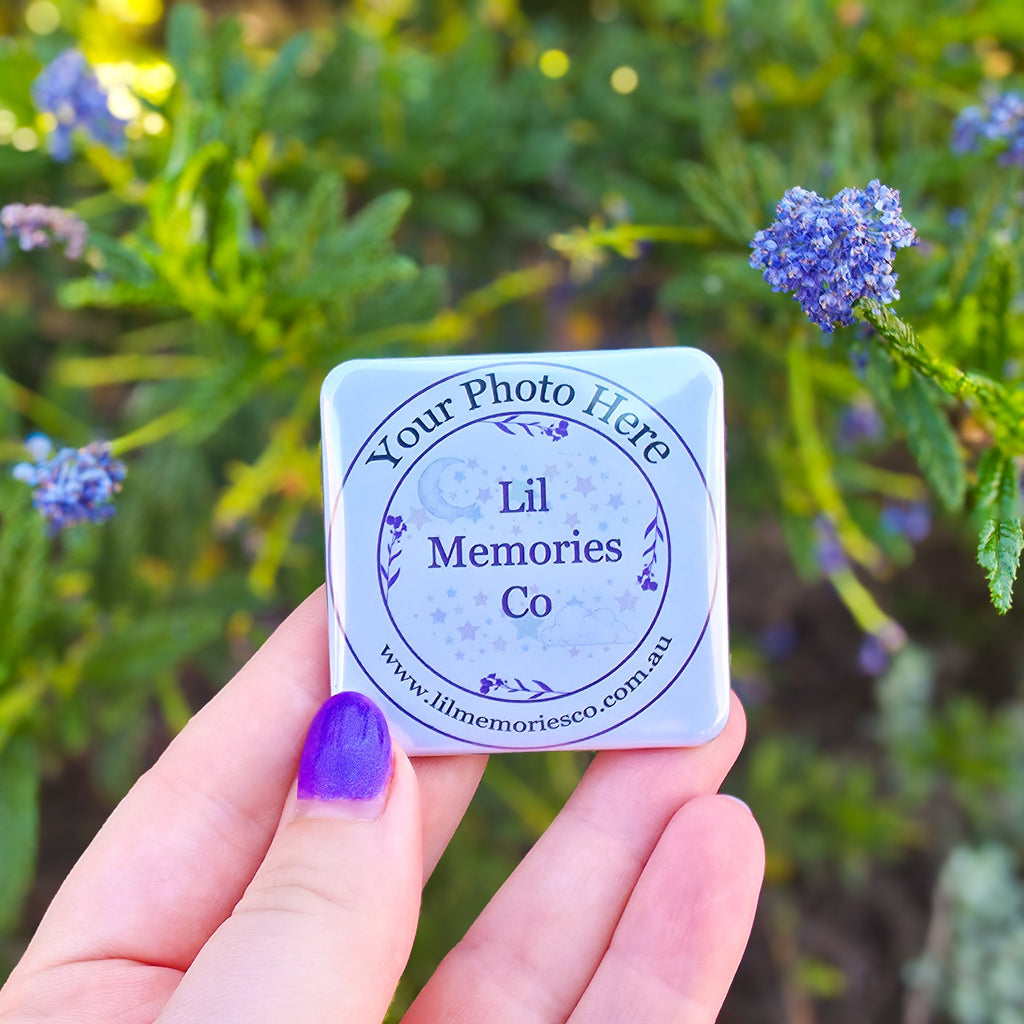 Your Photo Here
Lil
Memories
Co
www.lilmemoriesco.com.au